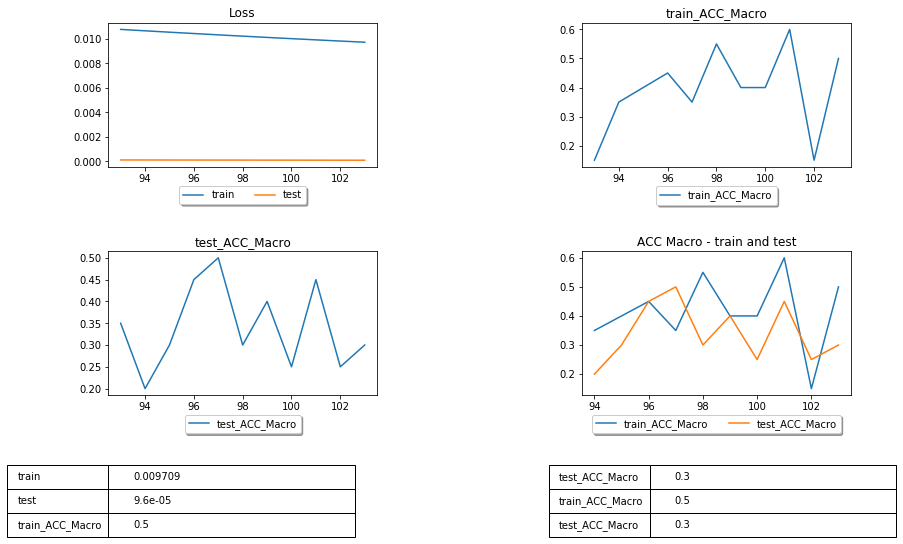 Loss
0.010
0.008
0.006
0.004
0.002
0.000
94 96 98 100 102
train test
train_ACC_Macro
0.6
0.5
0.4
0.3
0.2
94 96 98 100 102
train_ACC_Macro
test_ACC_Macro
0.50
0.45
0.40
0.35
0.30
0.25
0.20
94 96 98 100 102
test_ACC_Macro
ACC Macro - train and test
0.6
0.5
0.4
0.3
0.2
94 96 98 100 102
train_ACC_Macro test_ACC_Macro
train 0.009709
test 9.6e-05
train_ACC_Macro 0.5
test_ACC_Macro 0.3
train_ACC_Macro 0.5
test_ACC_Macro 0.3